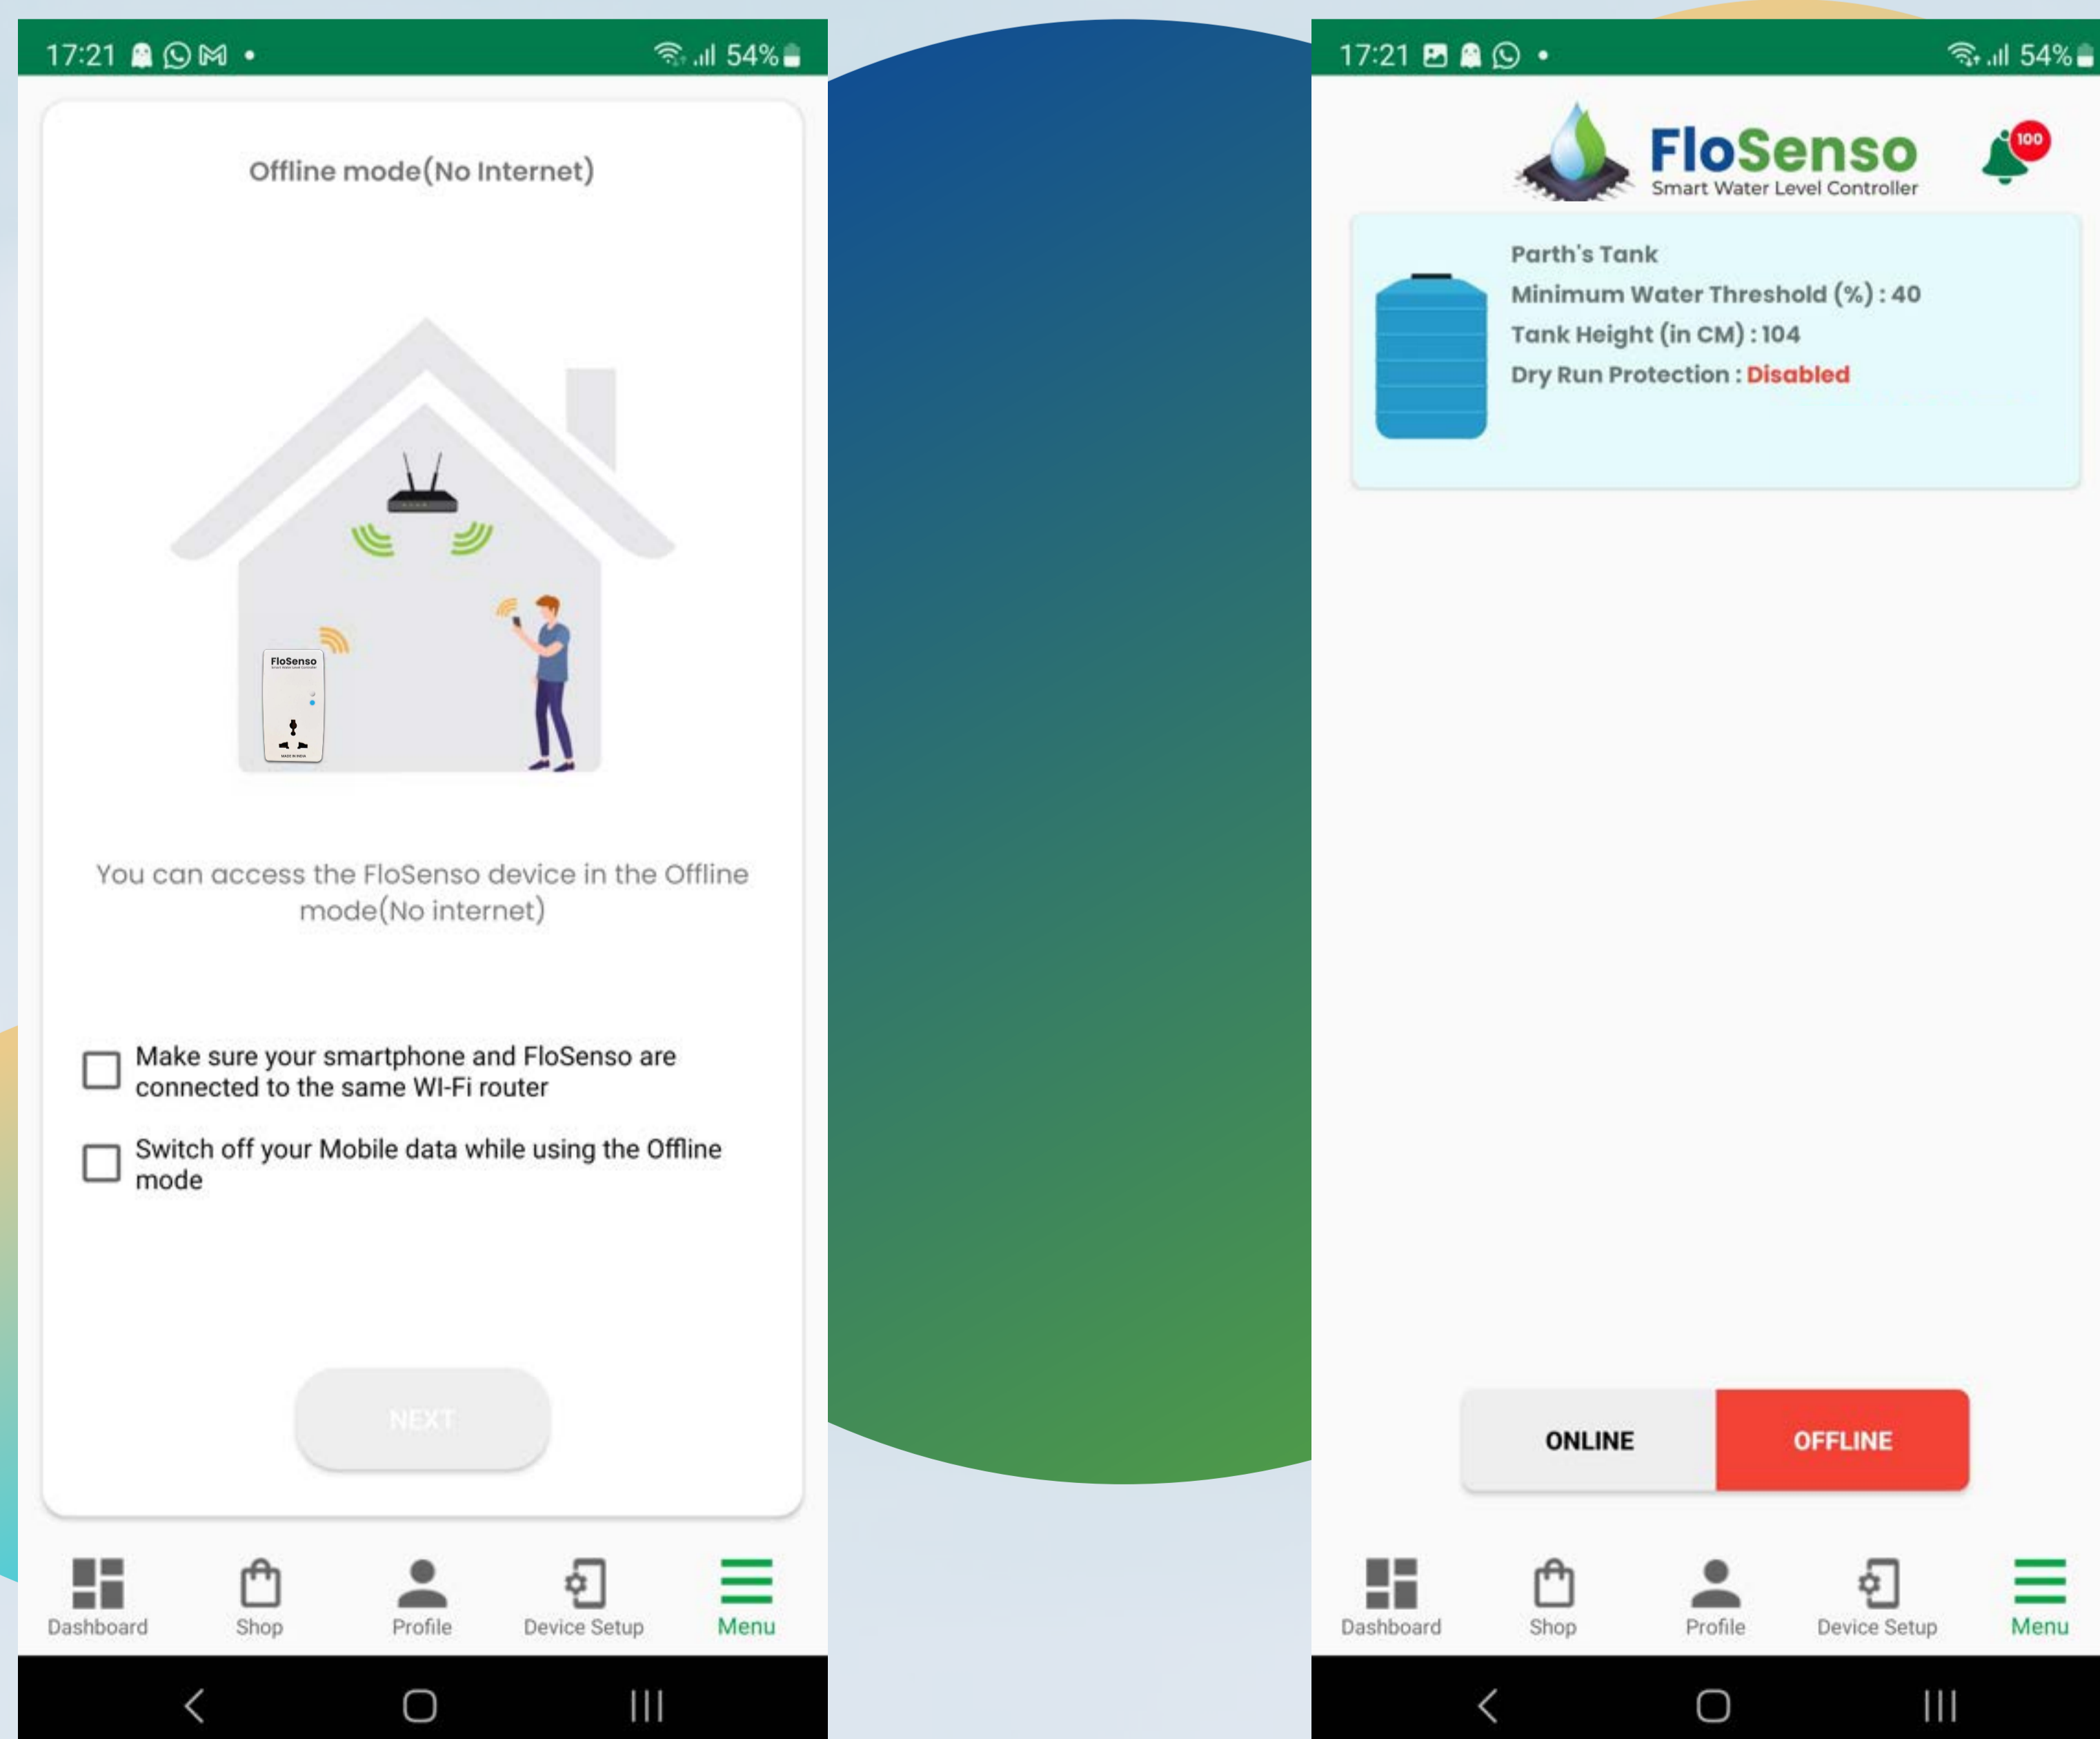 17:21
54%
Offline mode(No Internet)
FloSenso
MADE IN INDIA
You can access the FloSenso device in the Offline
mode(No internet)
Make sure your smartphone and FloSenso are
connected to the same WI-Fi router
Switch off your Mobile data while using the Offline
mode
NEXT
Dashboard
Shop
Profile
Device Setup
Menu
17:21
54%
FloSenso
Smart Water Level Controller
100
Parth's Tank
Minimum Water Threshold (%) : 40
Tank Height (in CM) : 104
Dry Run Protection : Disabled
ONLINE
OFFLINE
Dashboard
Shop
Profile
Device Setup
Menu